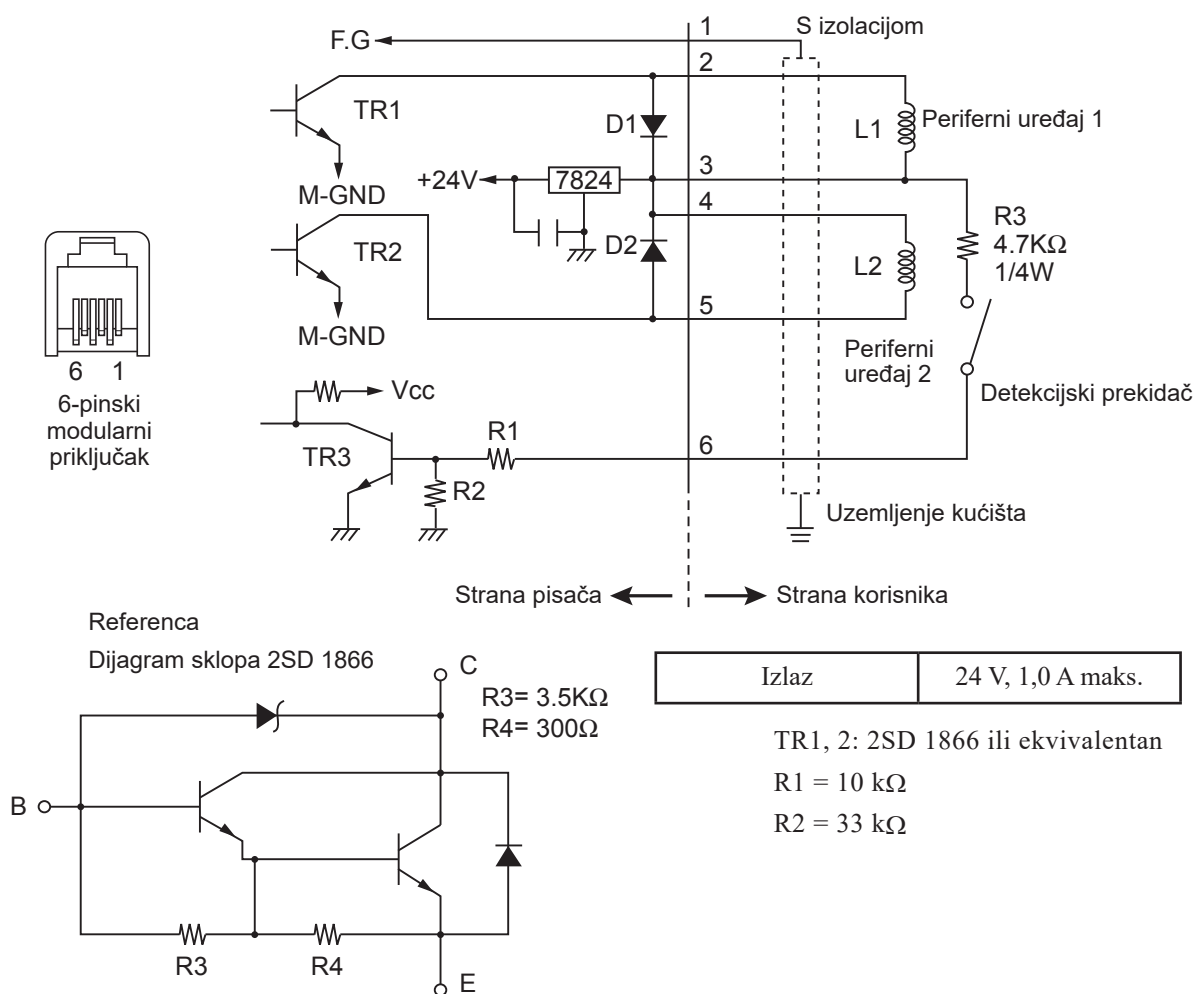 1
S izolacijom
F.G
2
TR1
D1
L1
Periferni uređaj 1
M-GND
+24V
7824
3
4
R3
4.7KΩ
1/4W
TR2
D2
L2
M-GND
5
6 1
6-pinski
modularni
priključak
Periferni
uređaj 2
Detekcijski prekidač
Vcc
TR3
R1
R2
6
Uzemljenje kućišta
Strana pisača
Strana korisnika
Referenca
Dijagram sklopa 2SD 1866
C
R3= 3.5KΩ
R4= 300Ω
B
R3
R4
E
Izlaz
24 V, 1,0 A maks.
TR1, 2: 2SD 1866 ili ekvivalentan
R1 = 10 kΩ
R2 = 33 kΩ